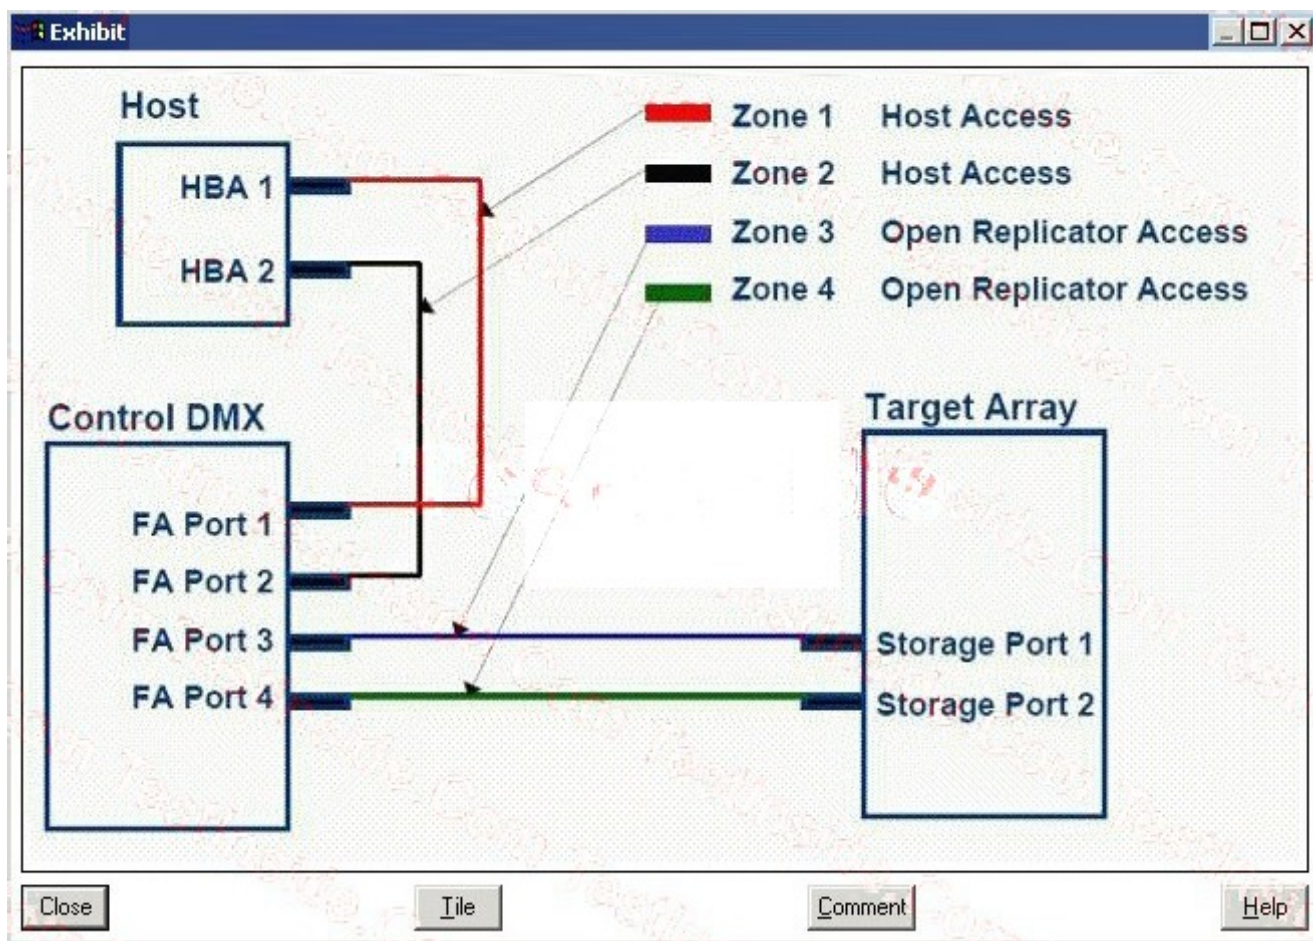 Exhibit
Host
HBA 1
HBA 2
Zone 1 Host Access
Zone 2 Host Access
Zone 3 Open Replicator Access
Zone 4 Open Replicator Access
Control DMX
FA Port 1
FA Port 2
FA Port 3
FA Port 4
Target Array
Storage Port 1
Storage Port 2
Close Tile Comment Help